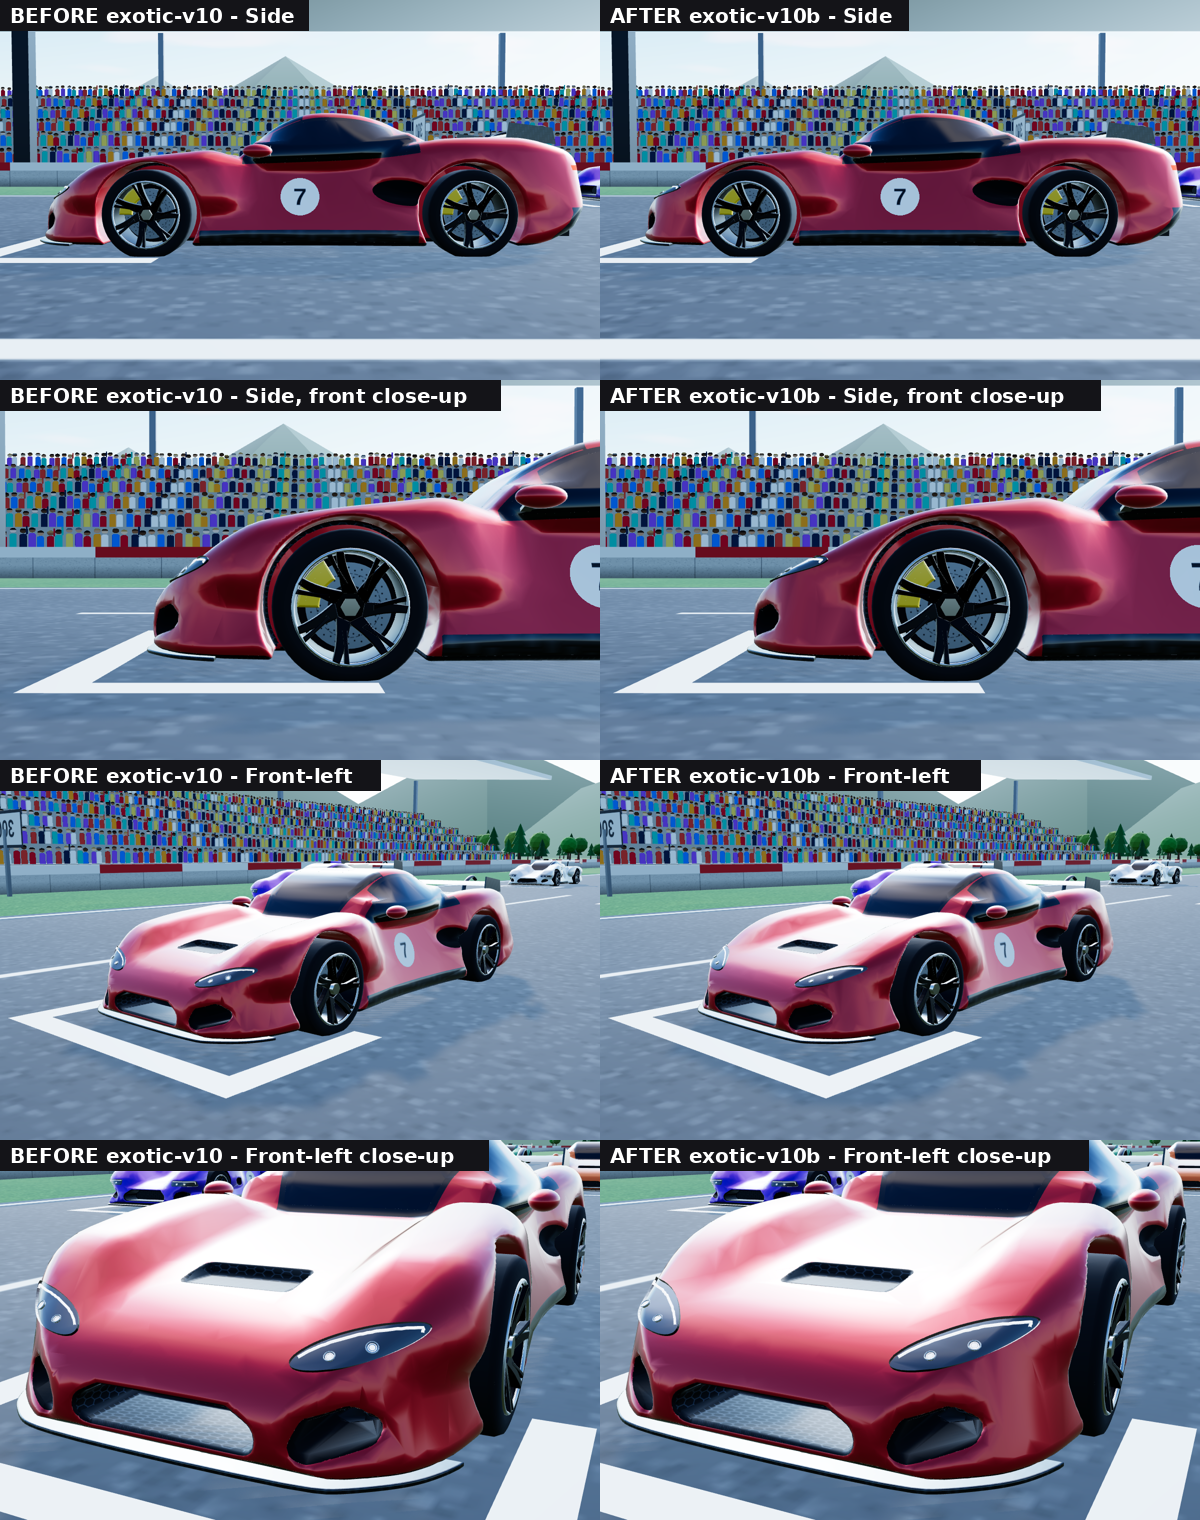 BEFORE exotic-v10 - Side
AFTER exotic-v10b - Side
7
7
BEFORE exotic-v10 - Side, front close-up
AFTER exotic-v10b - Side, front close-up
BEFORE exotic-v10 - Front-left
AFTER exotic-v10b - Front-left
7
7
BEFORE exotic-v10 - Front-left close-up
AFTER exotic-v10b - Front-left close-up